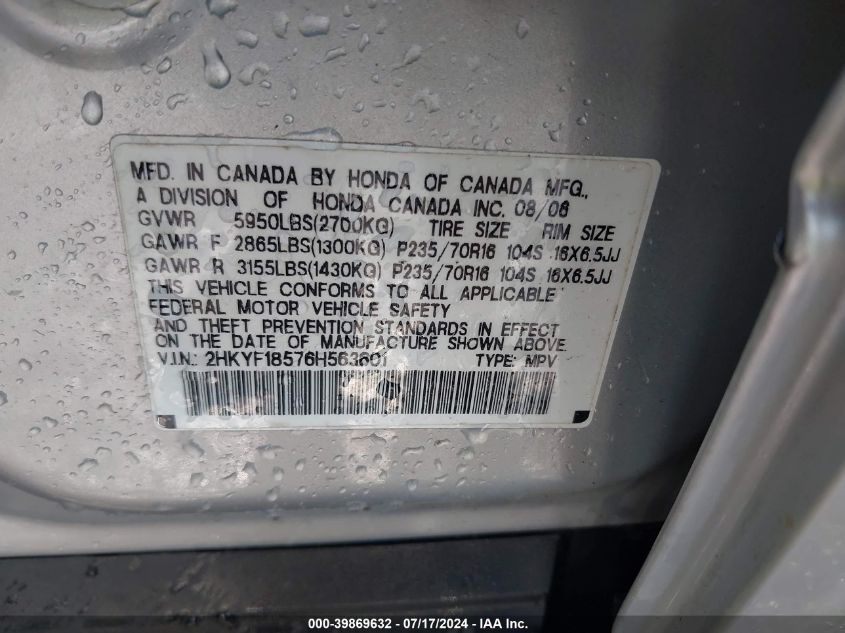 MFD. IN CANADA BY HONDA OF CANADA MFG.,
A DIVISION OF HONDA CANADA INC. 08/06
GVWR 5950LBS(2700KG) TIRE SIZE RIM SIZE
GAWR F 2865LBS(1300KG) P235/70R16 104S 16X6.5JJ
GAWR R 3155LBS(1430KG) P235/70R16 104S 16X6.5JJ
THIS VEHICLE CONFORMS TO ALL APPLICABLE
FEDERAL MOTOR VEHICLE SAFETY
AND THEFT PREVENTION STANDARDS IN EFFECT
ON THE DATE OF MANUFACTURE SHOWN ABOVE.
V.I.N.: 2HKYF18576H563601 TYPE: MPV
000-39869632 - 07/17/2024 - IAA Inc.